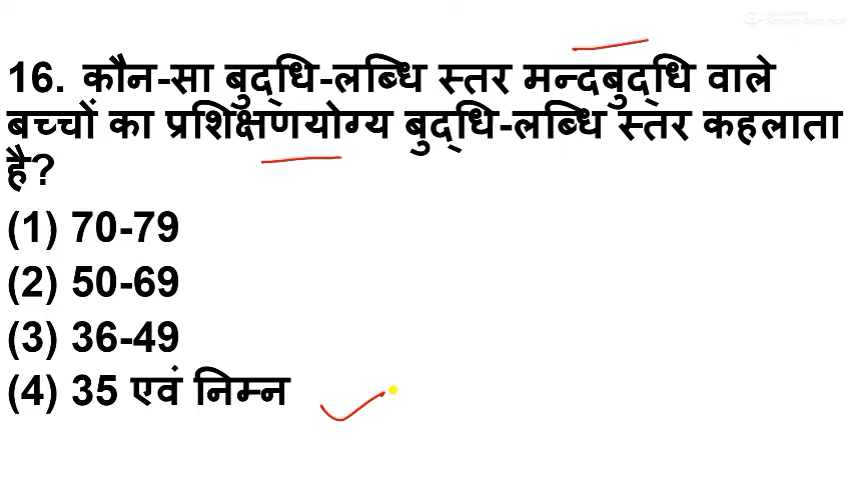 16. कौन-सा बुद्धि-लब्धि स्तर मन्दबुद्धि वाले
बच्चों का प्रशिक्षणयोग्य बुद्धि-लब्धि स्तर कहलाता
है?
(1) 70-79
(2) 50-69
(3) 36-49
(4) 35 एवं निम्न